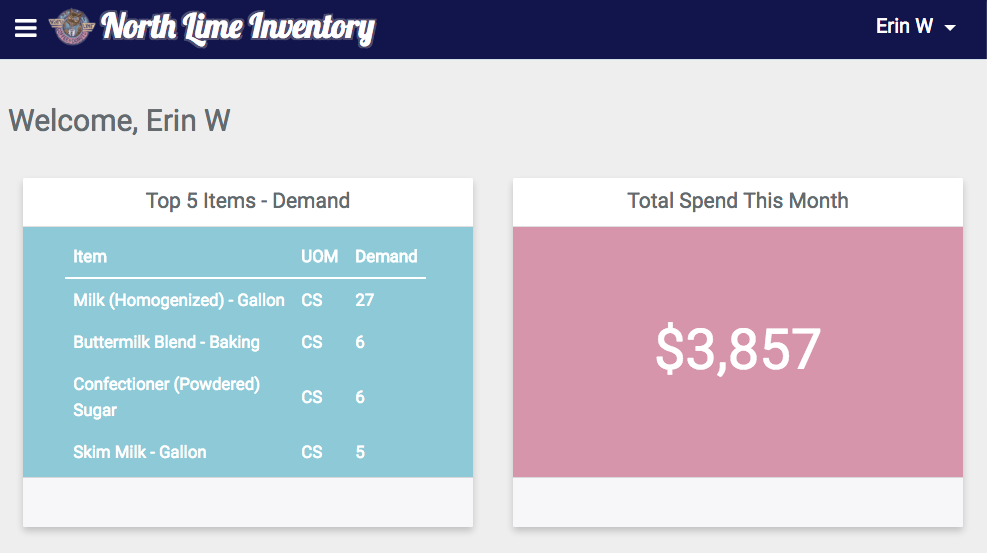 North Lime Inventory
Erin W
Welcome, Erin W
Top 5 Items - Demand
Item UOM Demand
Milk (Homogenized) - Gallon CS 27
Buttermilk Blend - Baking CS 6
Confectioner (Powdered)
Sugar CS 6
Skim Milk - Gallon CS 5
Total Spend This Month
$3,857